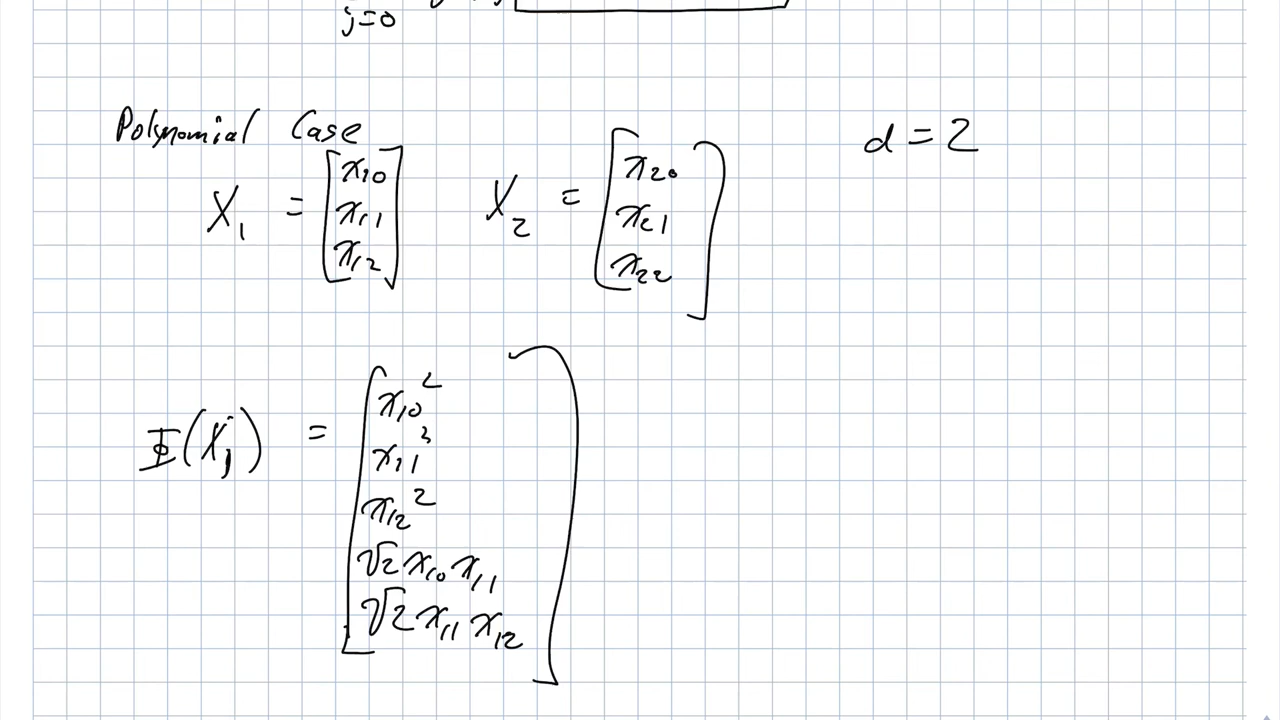 j=0
Polynomial Case
X₁ = [x₁₀ x₁₁ x₁₂] X₂ = [x₂₀ x₂₁ x₂₂] d = 2
Φ(Xⱼ) = [x₁₀²
x₁₁²
x₁₂²
√2 x₁₀ x₁₁
√2 x₁₁ x₁₂]